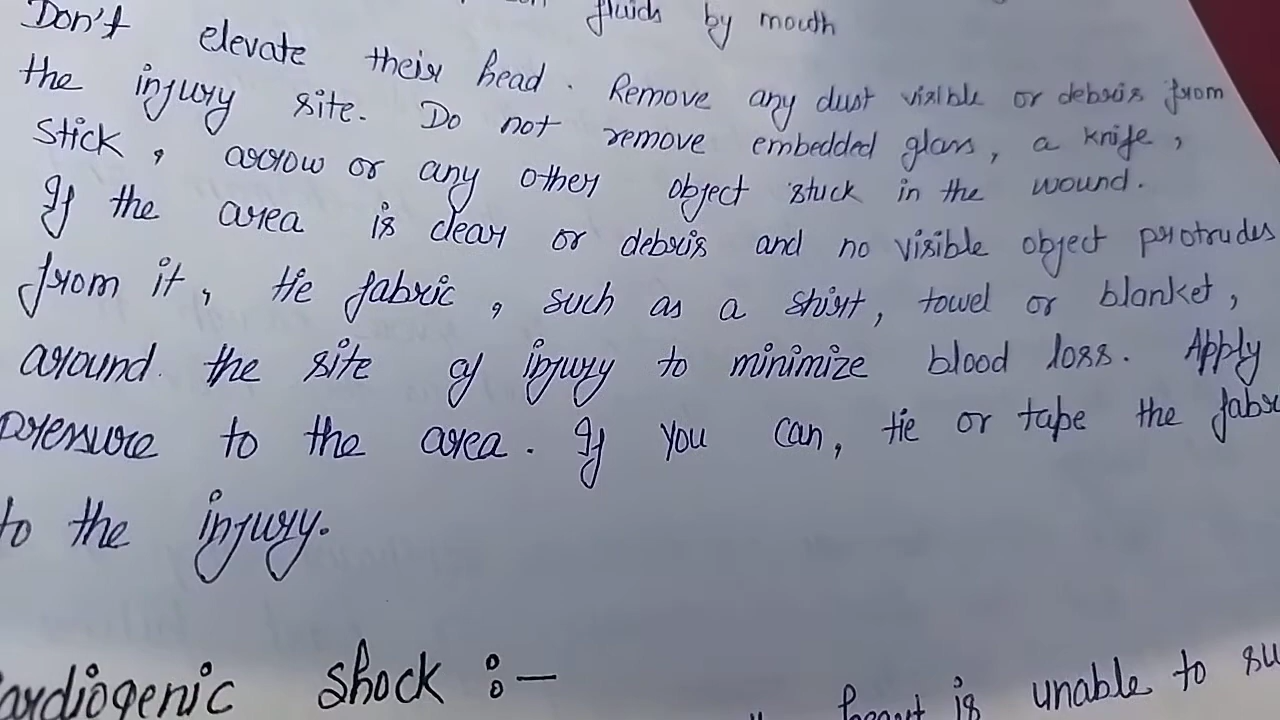 fluids by mouth
Don't elevate their head. Remove any dust visible or debris from
the injury site. Do not remove embedded glass, a knife,
stick, arrow or any other object stuck in the wound.
If the area is clear or debris and no visible object protrudes
from it, tie fabric, such as a shirt, towel or blanket,
around the site of injury to minimize blood loss. Apply
pressure to the area. If you can, tie or tape the fabr
to the injury.
ardiogenic shock :-
heart is unable to su